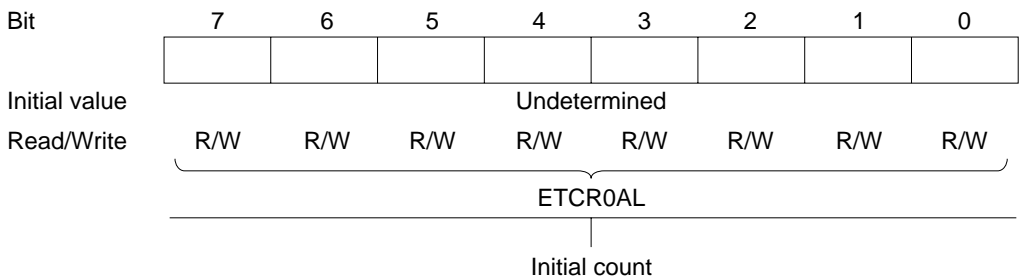 Bit 7 6 5 4 3 2 1 0
Initial value Undetermined
Read/Write R/W R/W R/W R/W R/W R/W R/W R/W
ETCR0AL
Initial count